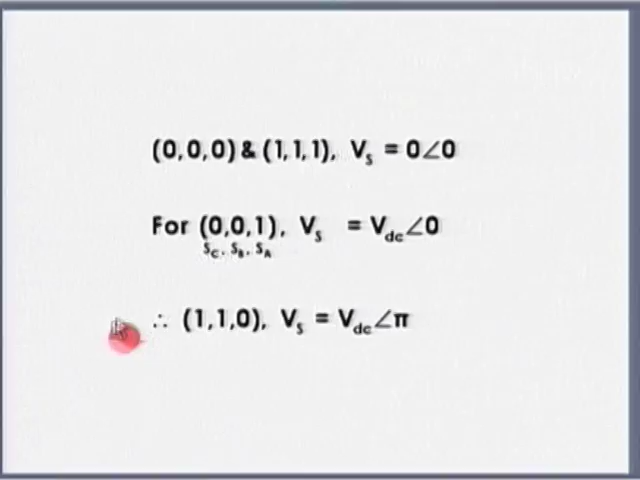 (0,0,0) & (1,1,1), Vs = 0∠0
For (0,0,1), Vs = Vdc∠0
SC, SB, SA
∴ (1,1,0), Vs = Vdc∠π